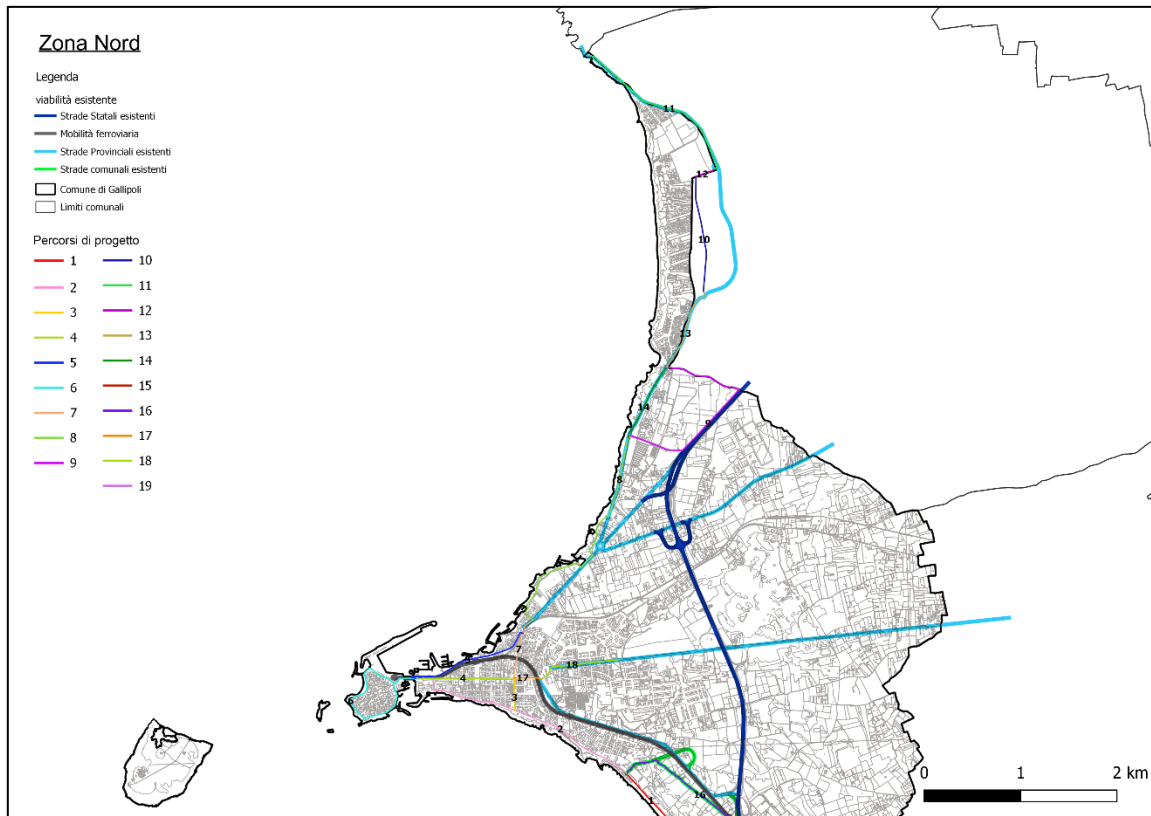 Zona Nord
Legenda
viabilità esistente
Strade Statali esistenti
Mobilità ferroviaria
Strade Provinciali esistenti
Strade comunali esistenti
Comune di Gallipoli
Limiti comunali
Percorsi di progetto
1 10
2 11
3 12
4 13
5 14
6 15
7 16
8 17
9 18
19
11
12
10
13
14
9
8
6
7
5
18
4
17
6
3
2
16
1
0 1 2 km